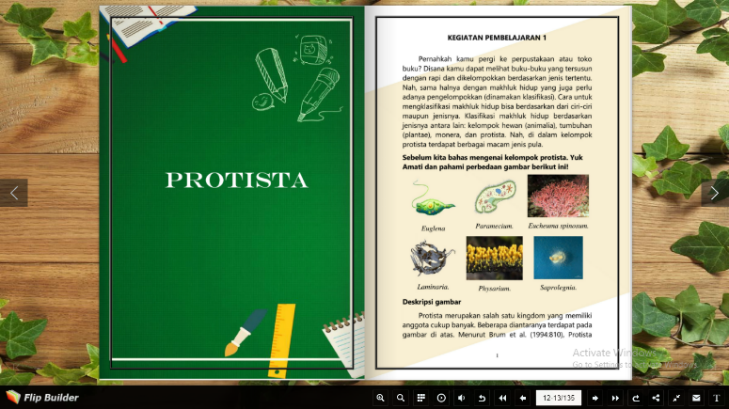 PROTISTA
KEGIATAN PEMBELAJARAN 1
Pernahkah kamu pergi ke perpustakaan atau toko
buku? Disana kamu dapat melihat buku-buku yang tersusun
dengan rapi dan dikelompokkan berdasarkan jenis tertentu.
Nah, sama halnya dengan makhluk hidup yang juga perlu
adanya pengelompokkan (dinamakan klasifikasi). Cara untuk
mengklasifikasi makhluk hidup bisa berdasarkan dari ciri-ciri
maupun jenisnya. Klasifikasi makhluk hidup berdasarkan
jenisnya antara lain: kelompok hewan (animalia), tumbuhan
(plantae), monera, dan protista. Nah, di dalam kelompok
protista terdapat berbagai macam jenis pula.
Sebelum kita bahas mengenai kelompok protista. Yuk
Amati dan pahami perbedaan gambar berikut ini!
Euglena
Paramecium.
Eucheuma spinosum.
Laminaria.
Physarium.
Saprolegnia.
Deskripsi gambar
Protista merupakan salah satu kingdom yang memiliki
anggota cukup banyak. Beberapa diantaranya terdapat pada
gambar di atas. Menurut Brum et al. (1994:810), Protista
1
Activate Windows
Go to Settings to
Flip Builder
12-13/135